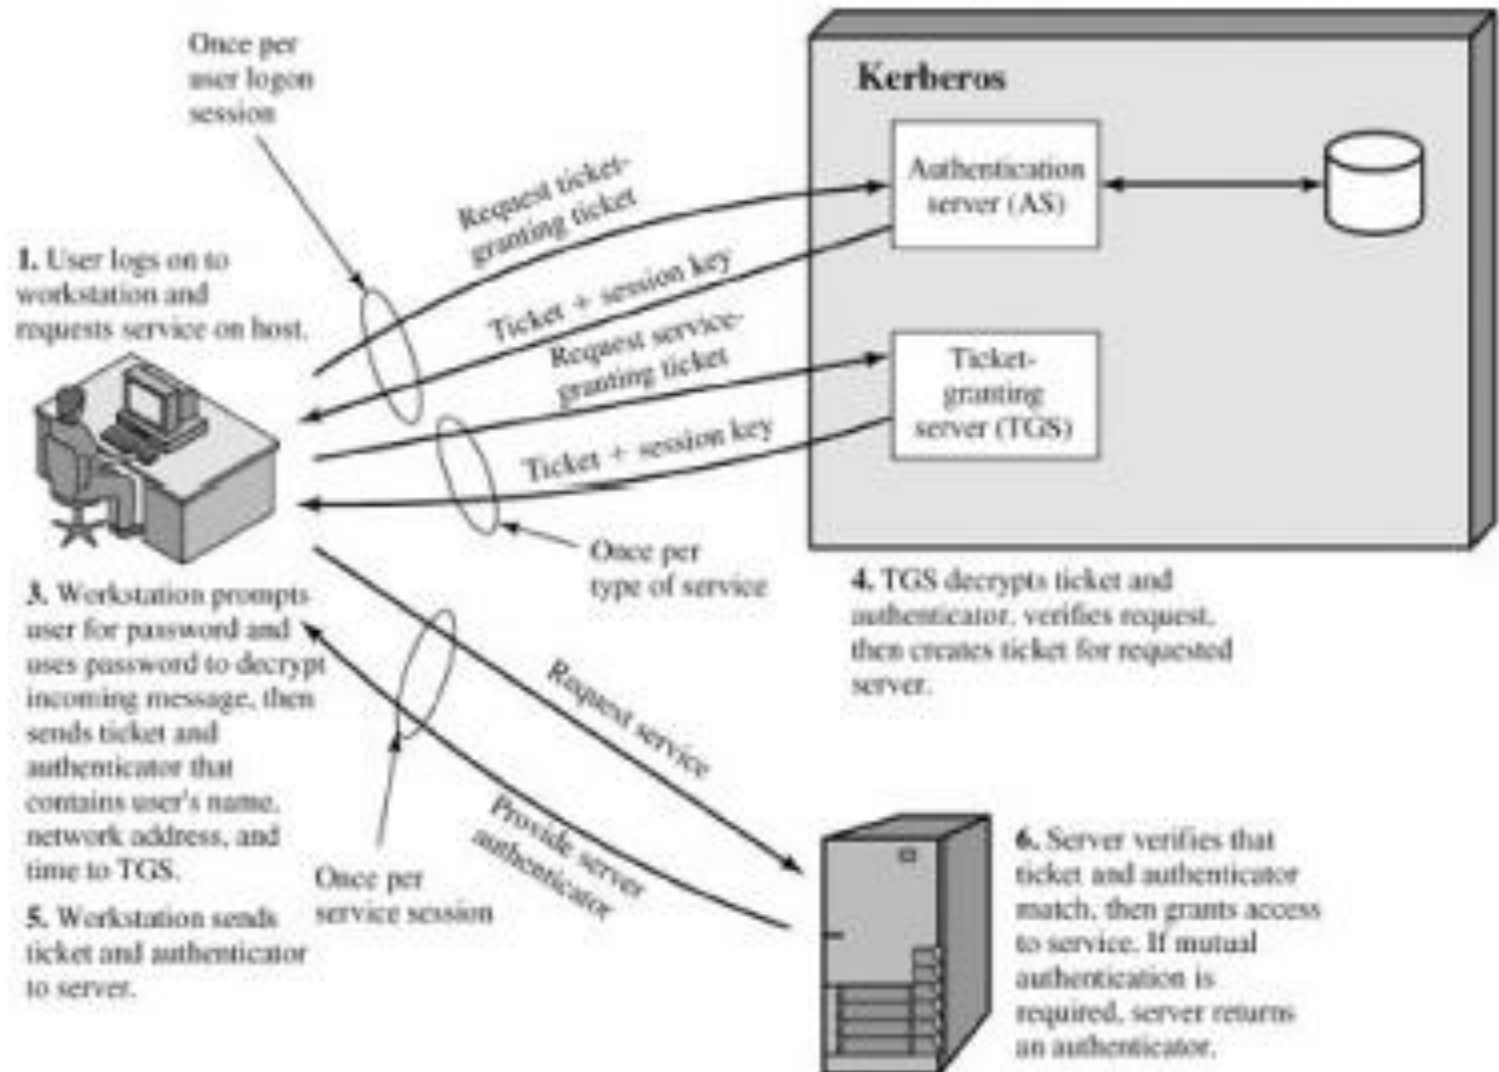 Once per
user logon
session
Kerberos
Authentication
server (AS)
Request ticket-
granting ticket
1. User logs on to
workstation and
requests service on host.
Ticket + session key
Request service-
granting ticket
Ticket-
granting
server (TGS)
Ticket + session key
Once per
type of service
3. Workstation prompts
user for password and
uses password to decrypt
incoming message, then
sends ticket and
authenticator that
contains user's name,
network address, and
time to TGS.
4. TGS decrypts ticket and
authenticator, verifies request,
then creates ticket for requested
server.
Request service
Provide server
authenticator
Once per
service session
5. Workstation sends
ticket and authenticator
to server.
6. Server verifies that
ticket and authenticator
match, then grants access
to service. If mutual
authentication is
required, server returns
an authenticator.